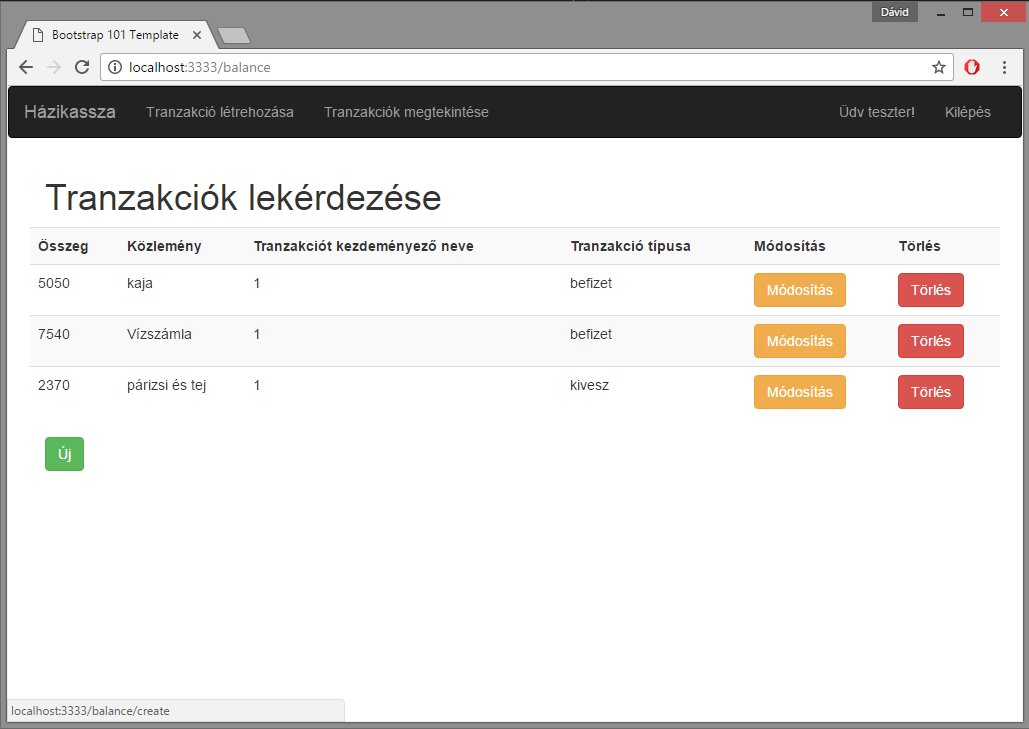 Dávid
Bootstrap 101 Template
localhost:3333/balance
Házikassza Tranzakció létrehozása Tranzakciók megtekintése Üdv teszter! Kilépés
Tranzakciók lekérdezése
Összeg Közlemény Tranzakciót kezdeményező neve Tranzakció típusa Módosítás Törlés
5050 kaja 1 befizet Módosítás Törlés
7540 Vízszámla 1 befizet Módosítás Törlés
2370 párizsi és tej 1 kivesz Módosítás Törlés
Új
localhost:3333/balance/create